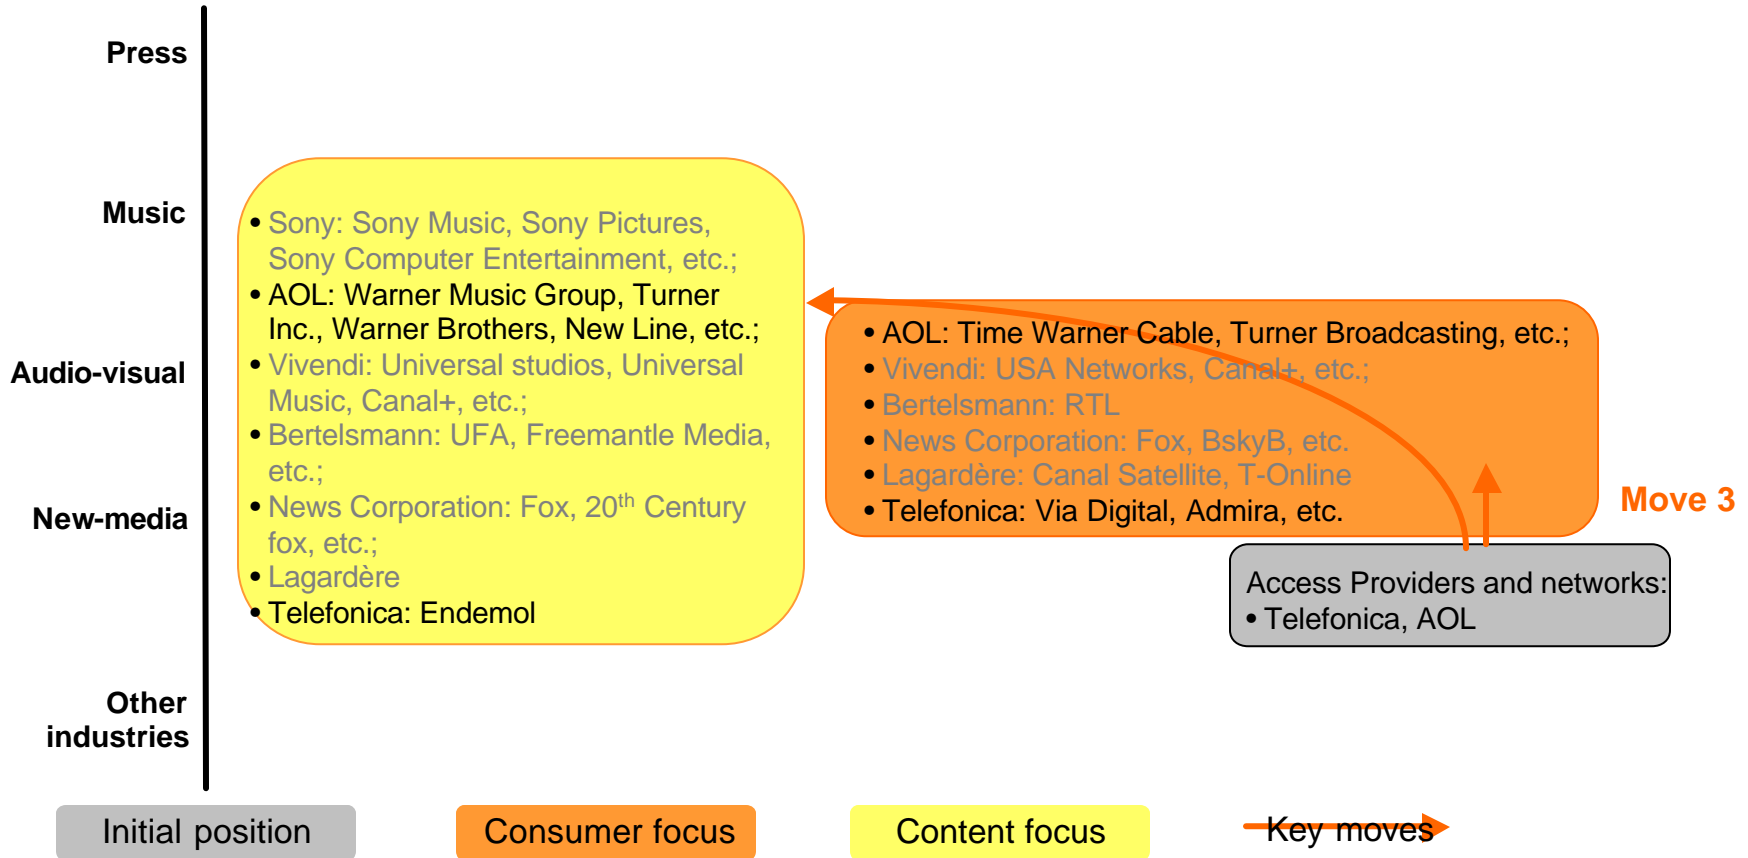 Press
Music
Audio-visual
New-media
Other
industries
• Sony: Sony Music, Sony Pictures,
Sony Computer Entertainment, etc.;
• AOL: Warner Music Group, Turner
Inc., Warner Brothers, New Line, etc.;
• Vivendi: Universal studios, Universal
Music, Canal+, etc.;
• Bertelsmann: UFA, Freemantle Media,
etc.;
• News Corporation: Fox, 20th Century
fox, etc.;
• Lagardère
• Telefonica: Endemol
• AOL: Time Warner Cable, Turner Broadcasting, etc.;
• Vivendi: USA Networks, Canal+, etc.;
• Bertelsmann: RTL
• News Corporation: Fox, BskyB, etc.
• Lagardère: Canal Satellite, T-Online
• Telefonica: Via Digital, Admira, etc.
Move 3
Access Providers and networks:
• Telefonica, AOL
Initial position
Consumer focus
Content focus
Key moves